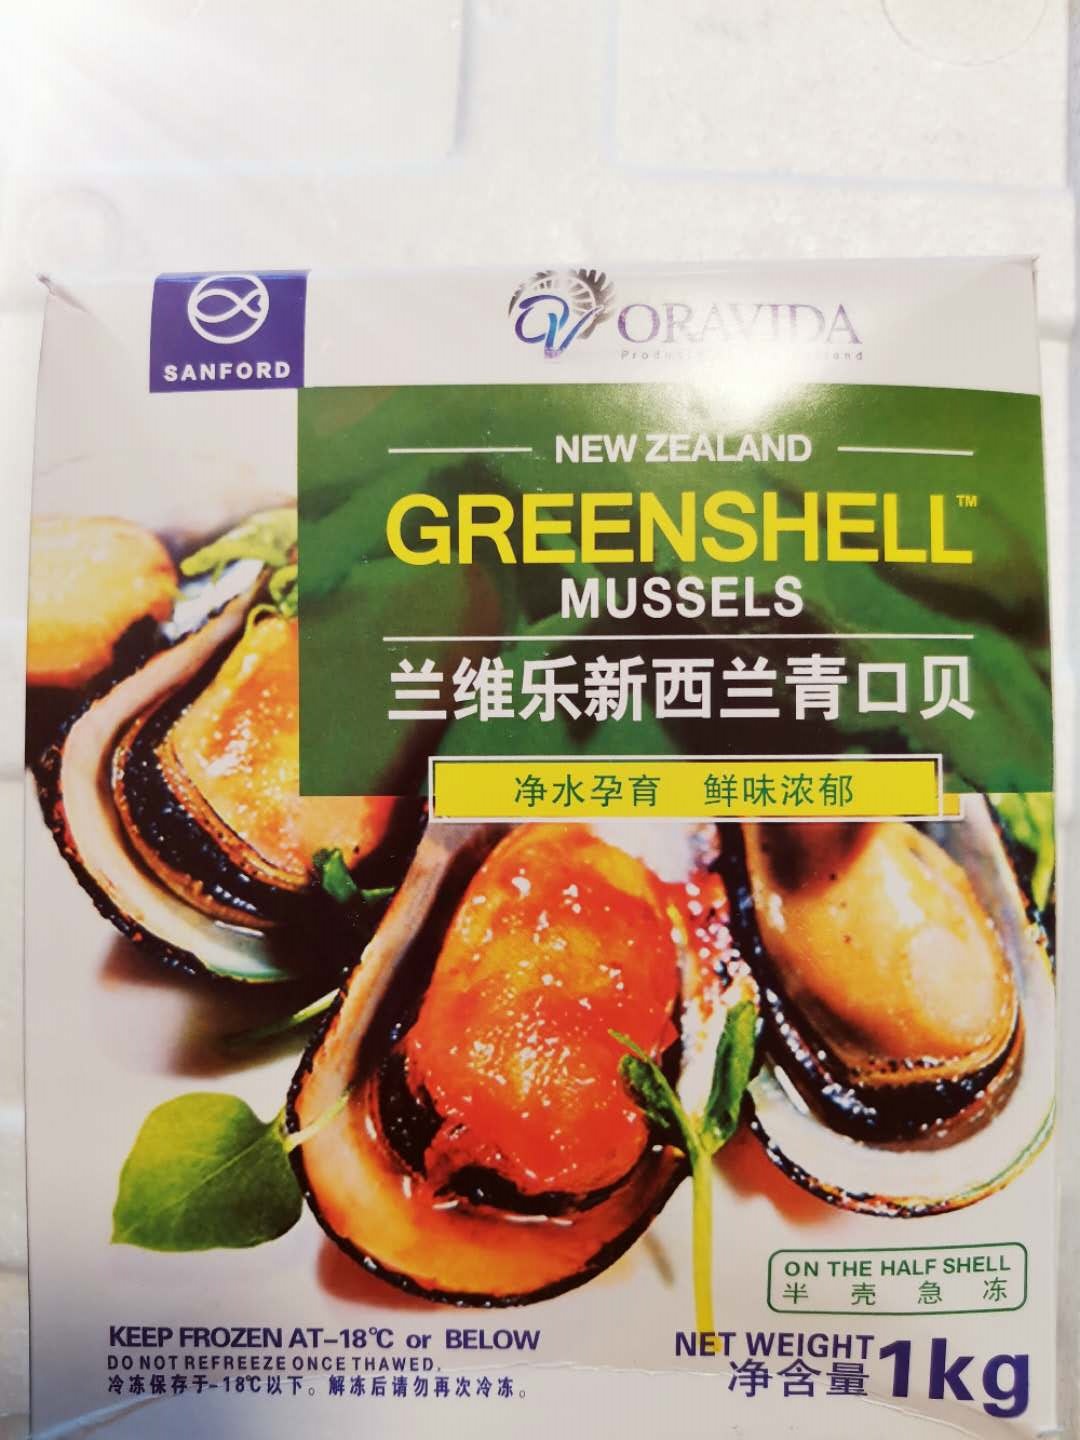 SANFORD
ORAVIDA
NEW ZEALAND
GREENSHELL™
MUSSELS
兰维乐新西兰青口贝
净水孕育 鲜味浓郁
ON THE HALF SHELL
半壳急冻
KEEP FROZEN AT-18℃ or BELOW
DO NOT REFREEZE ONCE THAWED.
冷冻保存于-18℃以下。解冻后请勿再次冷冻。
NET WEIGHT
净含量
1kg